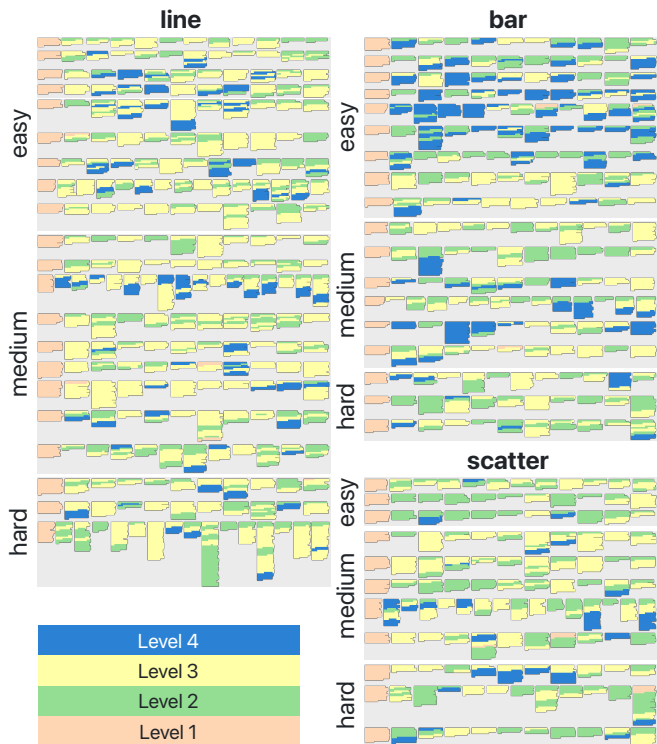 line
easy
medium
hard
bar
easy
medium
hard
scatter
easy
medium
hard
Level 4
Level 3
Level 2
Level 1